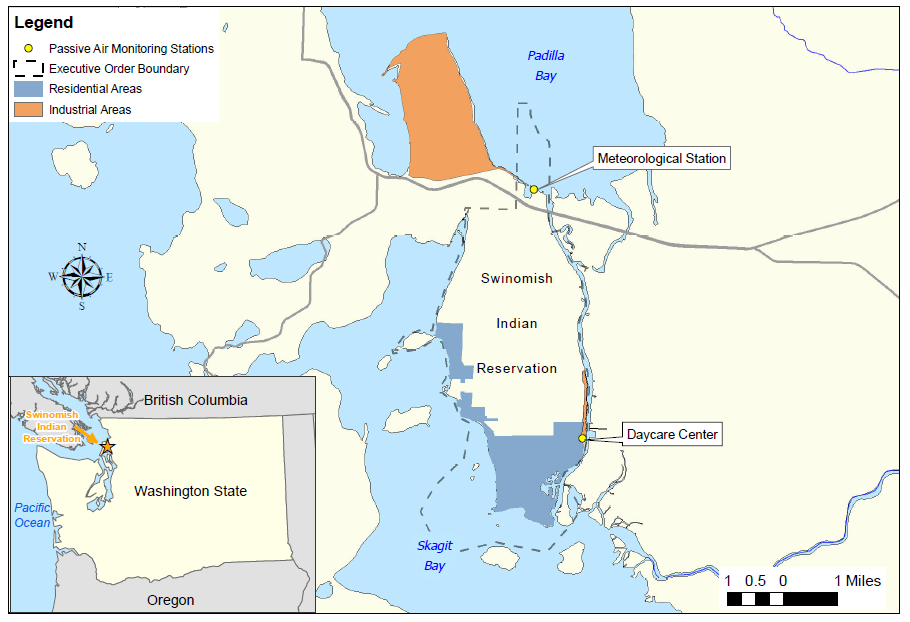 Legend
Passive Air Monitoring Stations
Executive Order Boundary
Residential Areas
Industrial Areas
Padilla
Bay
Meteorological Station
N
W E
S
Swinomish
Indian
Reservation
Daycare Center
British Columbia
Swinomish
Indian
Reservation
Washington State
Pacific
Ocean
Oregon
Skagit
Bay
1 0.5 0 1 Miles